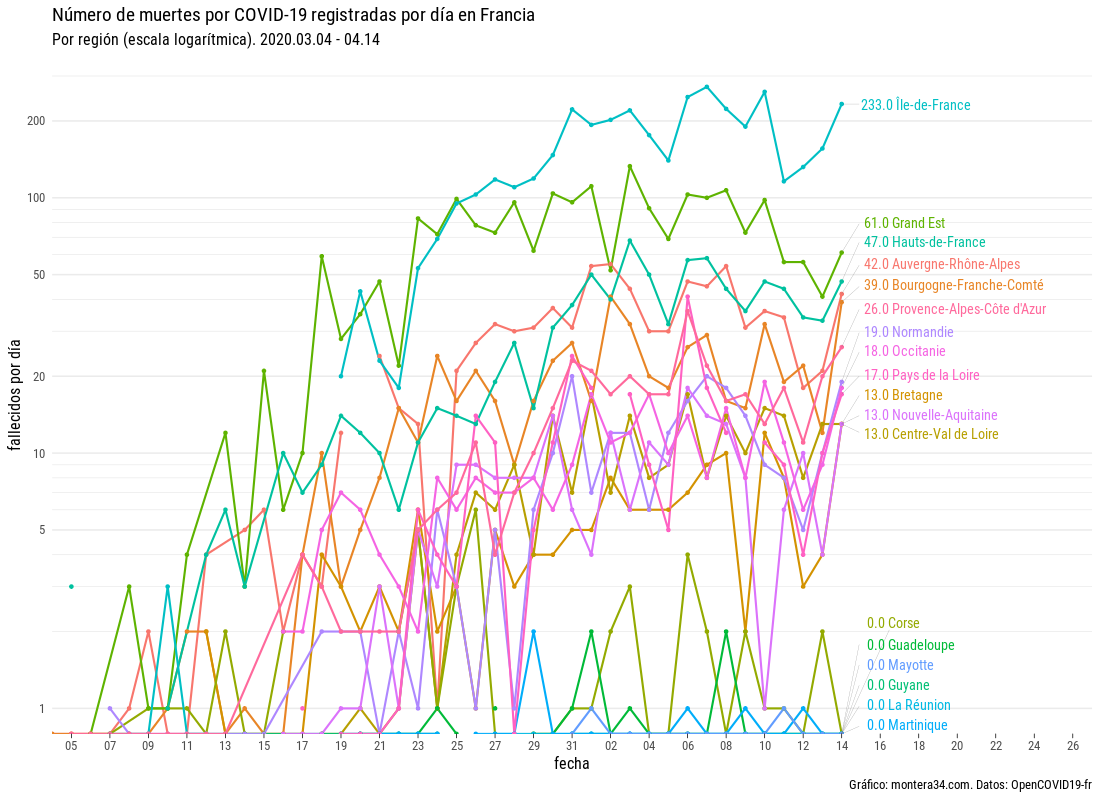 Número de muertes por COVID-19 registradas por día en Francia
Por región (escala logarítmica). 2020.03.04 - 04.14
fallecidos por día
200
100
50
20
10
5
1
233.0 Île-de-France
61.0 Grand Est
47.0 Hauts-de-France
42.0 Auvergne-Rhône-Alpes
39.0 Bourgogne-Franche-Comté
26.0 Provence-Alpes-Côte d'Azur
19.0 Normandie
18.0 Occitanie
17.0 Pays de la Loire
13.0 Bretagne
13.0 Nouvelle-Aquitaine
13.0 Centre-Val de Loire
0.0 Corse
0.0 Guadeloupe
0.0 Mayotte
0.0 Guyane
0.0 La Réunion
0.0 Martinique
05 07 09 11 13 15 17 19 21 23 25 27 29 31 02 04 06 08 10 12 14 16 18 20 22 24 26
fecha
Gráfico: montera34.com. Datos: OpenCOVID19-fr